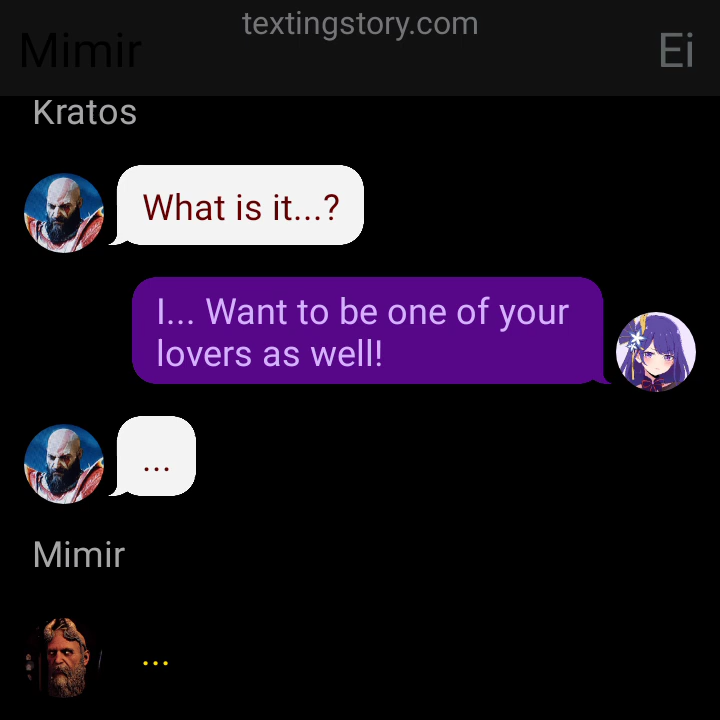 textingstory.com
Mimir
Ei
Kratos
What is it...?
I... Want to be one of your
lovers as well!
...
Mimir
...